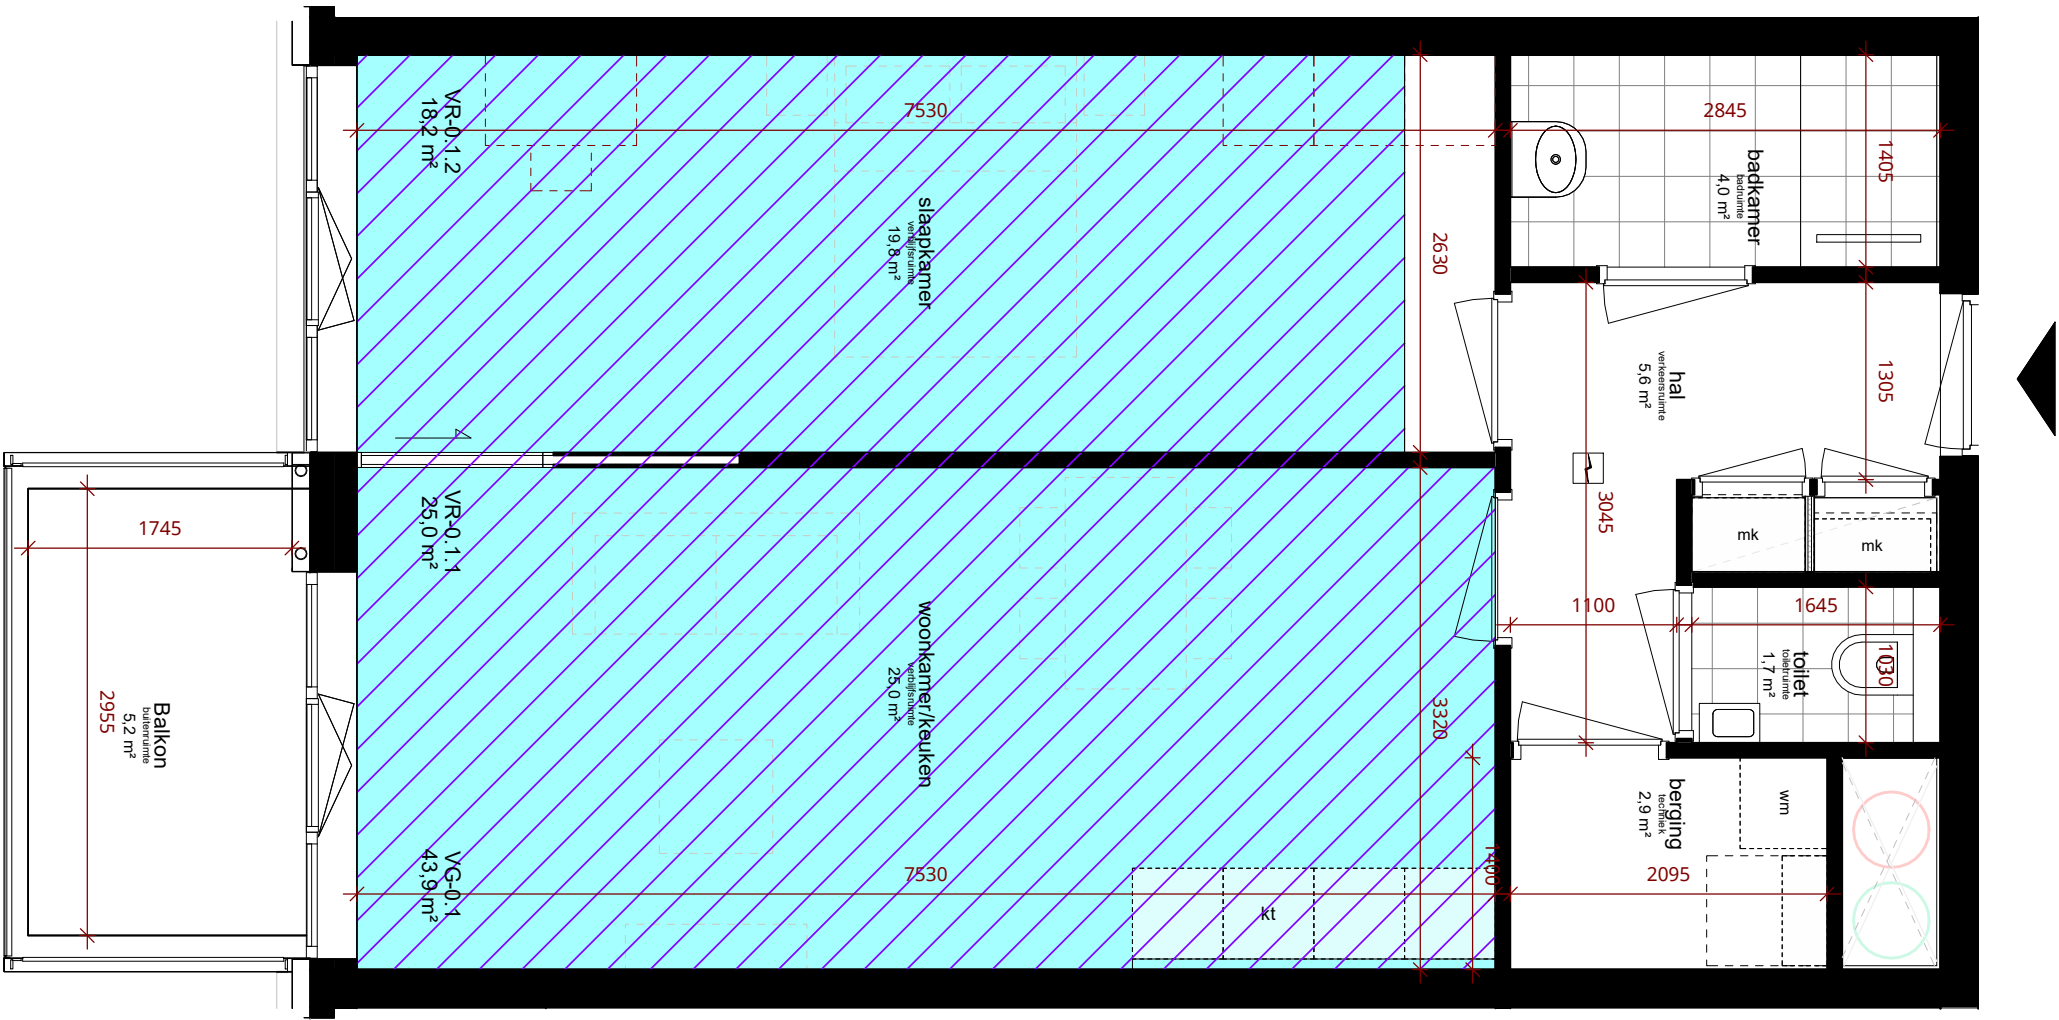 VR-0.1.2
18,2 m²
7530
2845
badkamer
badruimte
4,0 m²
1405
slaapkamer
verblijfsruimte
19,8 m²
2630
hal
verkeersruimte
5,6 m²
1305
3045
mk
mk
VR-0.1.1
25,0 m²
1745
2955
Balkon
buitenruimte
5,2 m²
woonkamer/keuken
verblijfsruimte
25,0 m²
1100
1645
toilet
toiletruimte
1,7 m²
1030
3320
VG-0.1
43,9 m²
7530
kt
1400
berging
techniek
2,9 m²
wm
2095